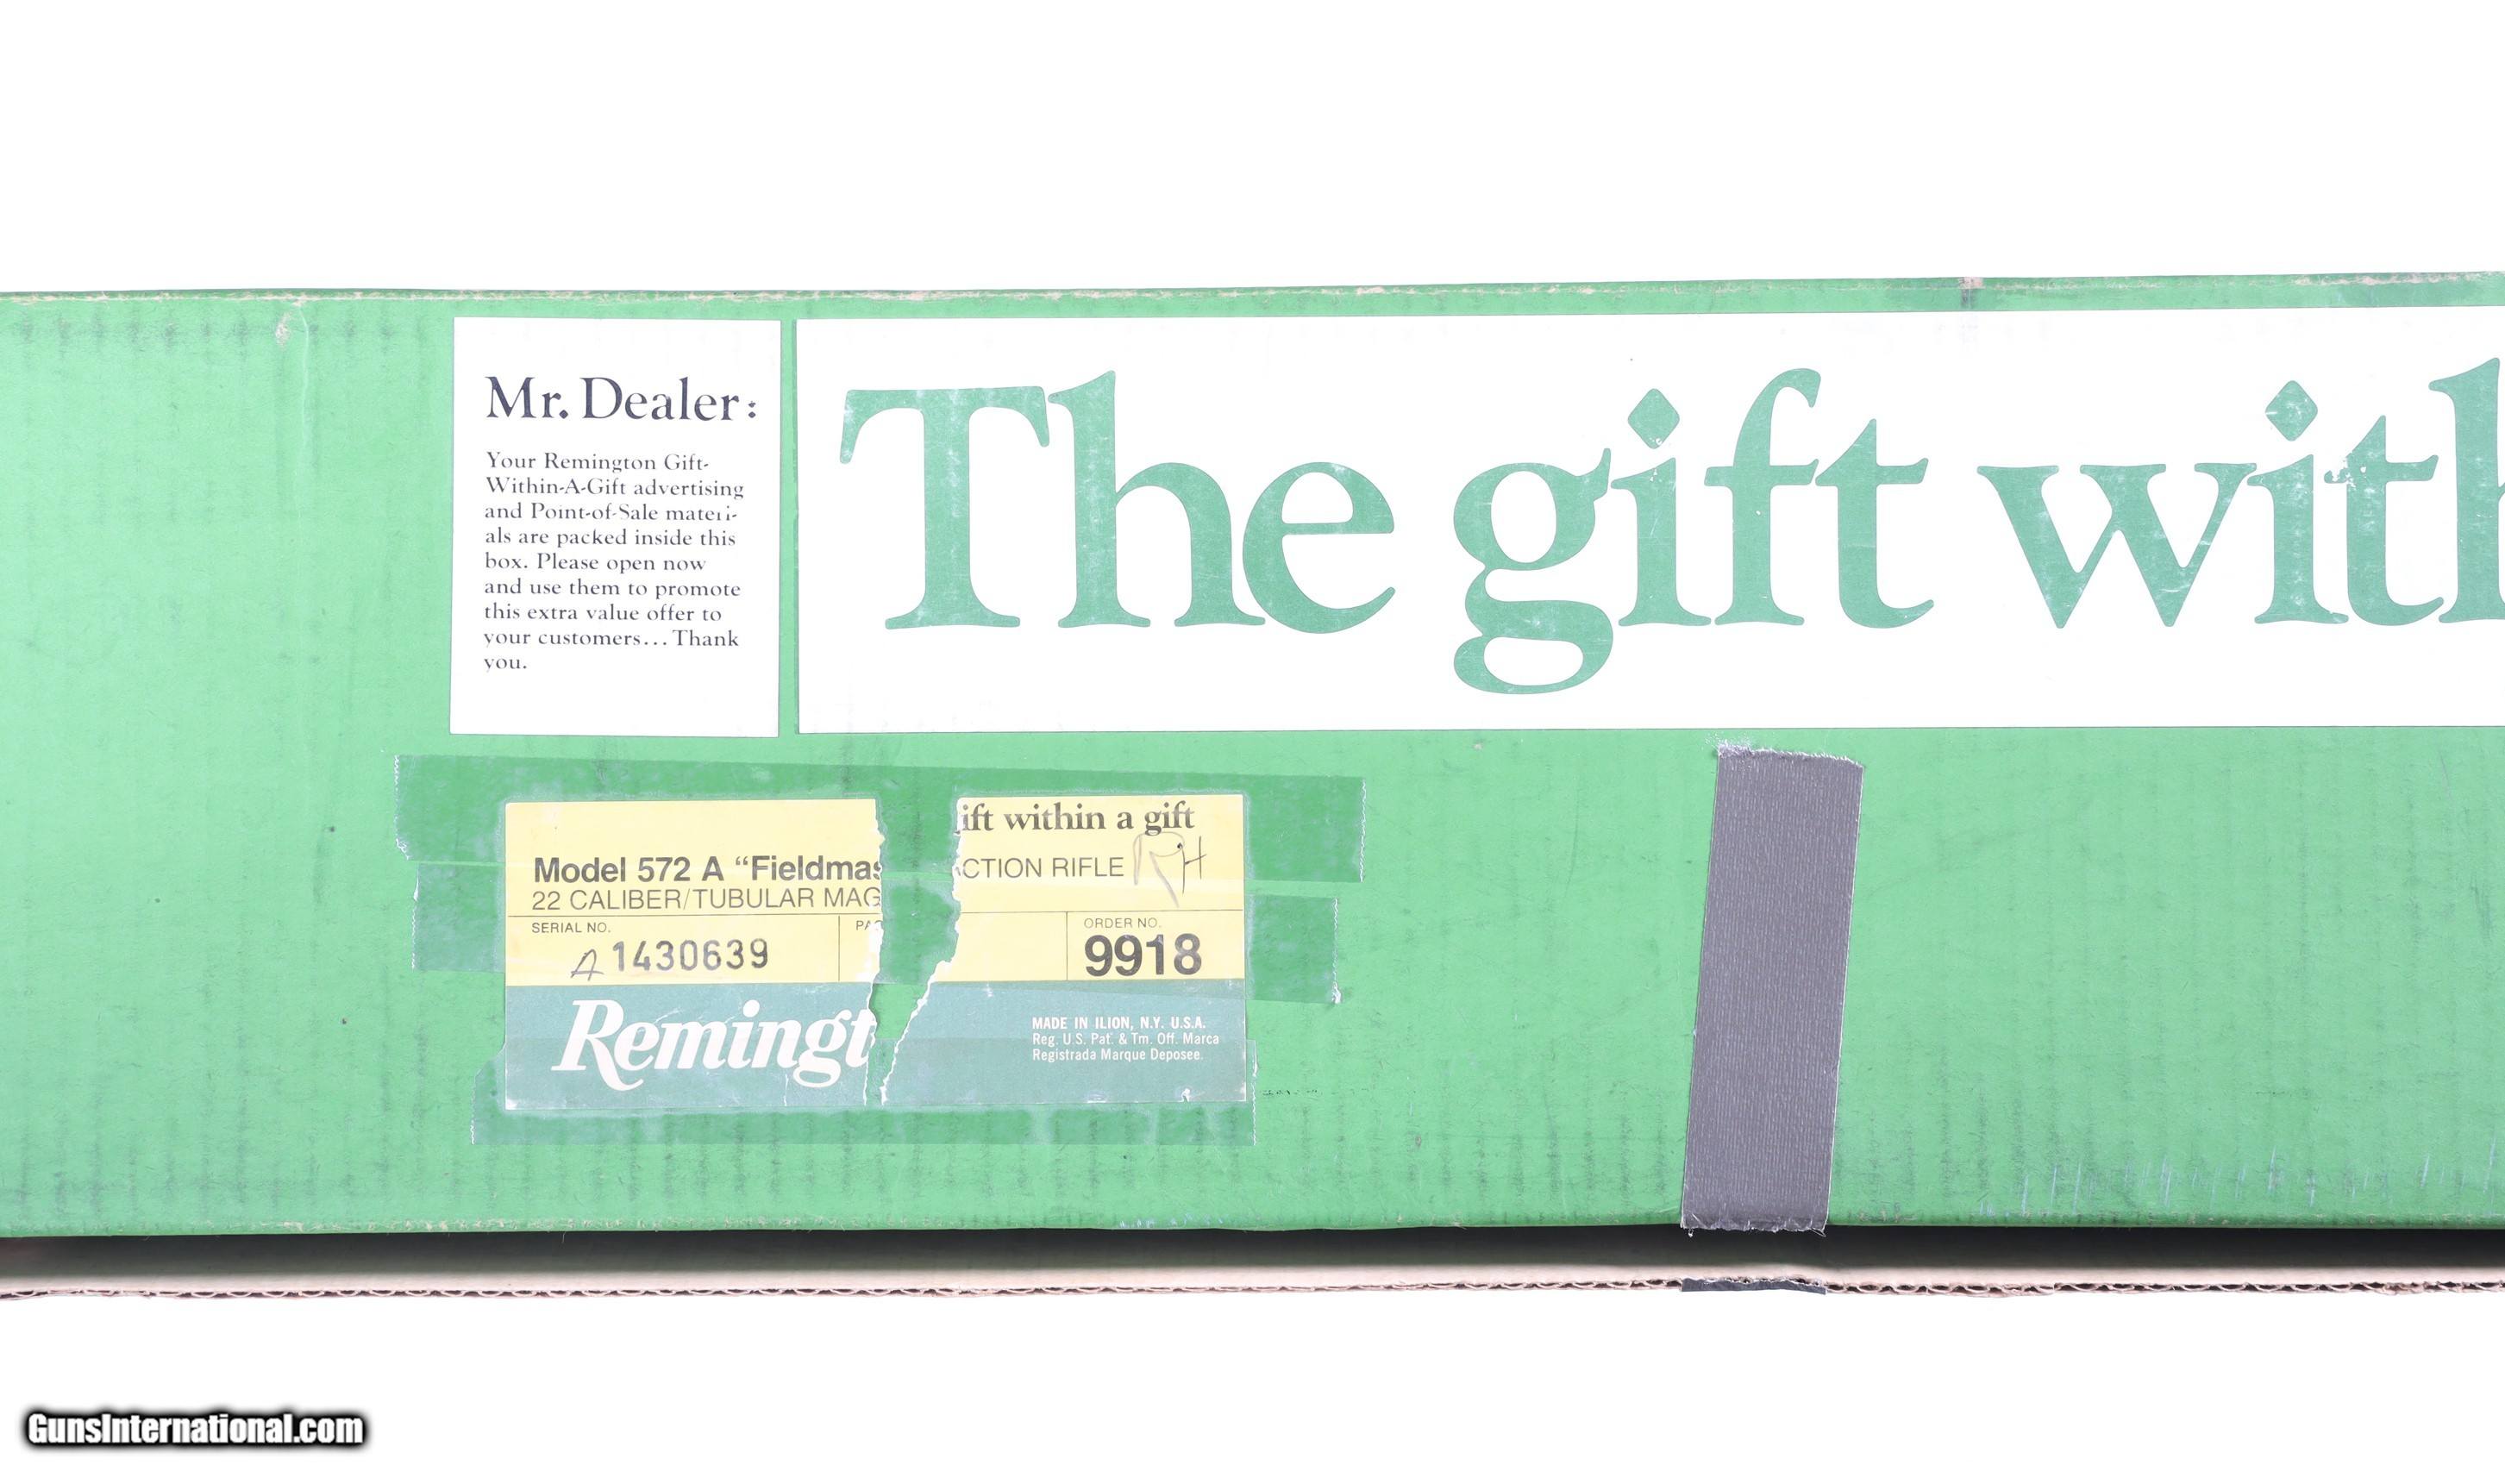 Mr. Dealer:
Your Remington Gift-
Within-A-Gift advertising
and Point-of-Sale materi-
als are packed inside this
box. Please open now
and use them to promote
this extra value offer to
your customers... Thank
you.
The gift with
ift within a gift
Model 572 A “Fieldmas CTION RIFLE RH
22 CALIBER/TUBULAR MAG
SERIAL NO. PAC ORDER NO.
A 1430639 9918
Remingt
MADE IN ILION, N.Y. U.S.A.
Reg. U.S. Pat. & Tm. Off. Marca
Registrada Marque Deposee.
GunsInternational.com